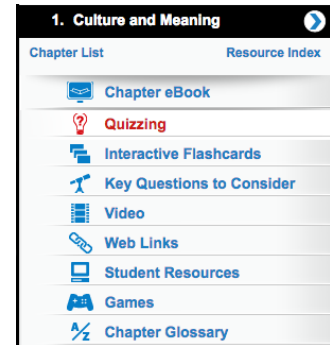 1. Culture and Meaning
Chapter List Resource Index
Chapter eBook
Quizzing
Interactive Flashcards
Key Questions to Consider
Video
Web Links
Student Resources
Games
A/Z Chapter Glossary